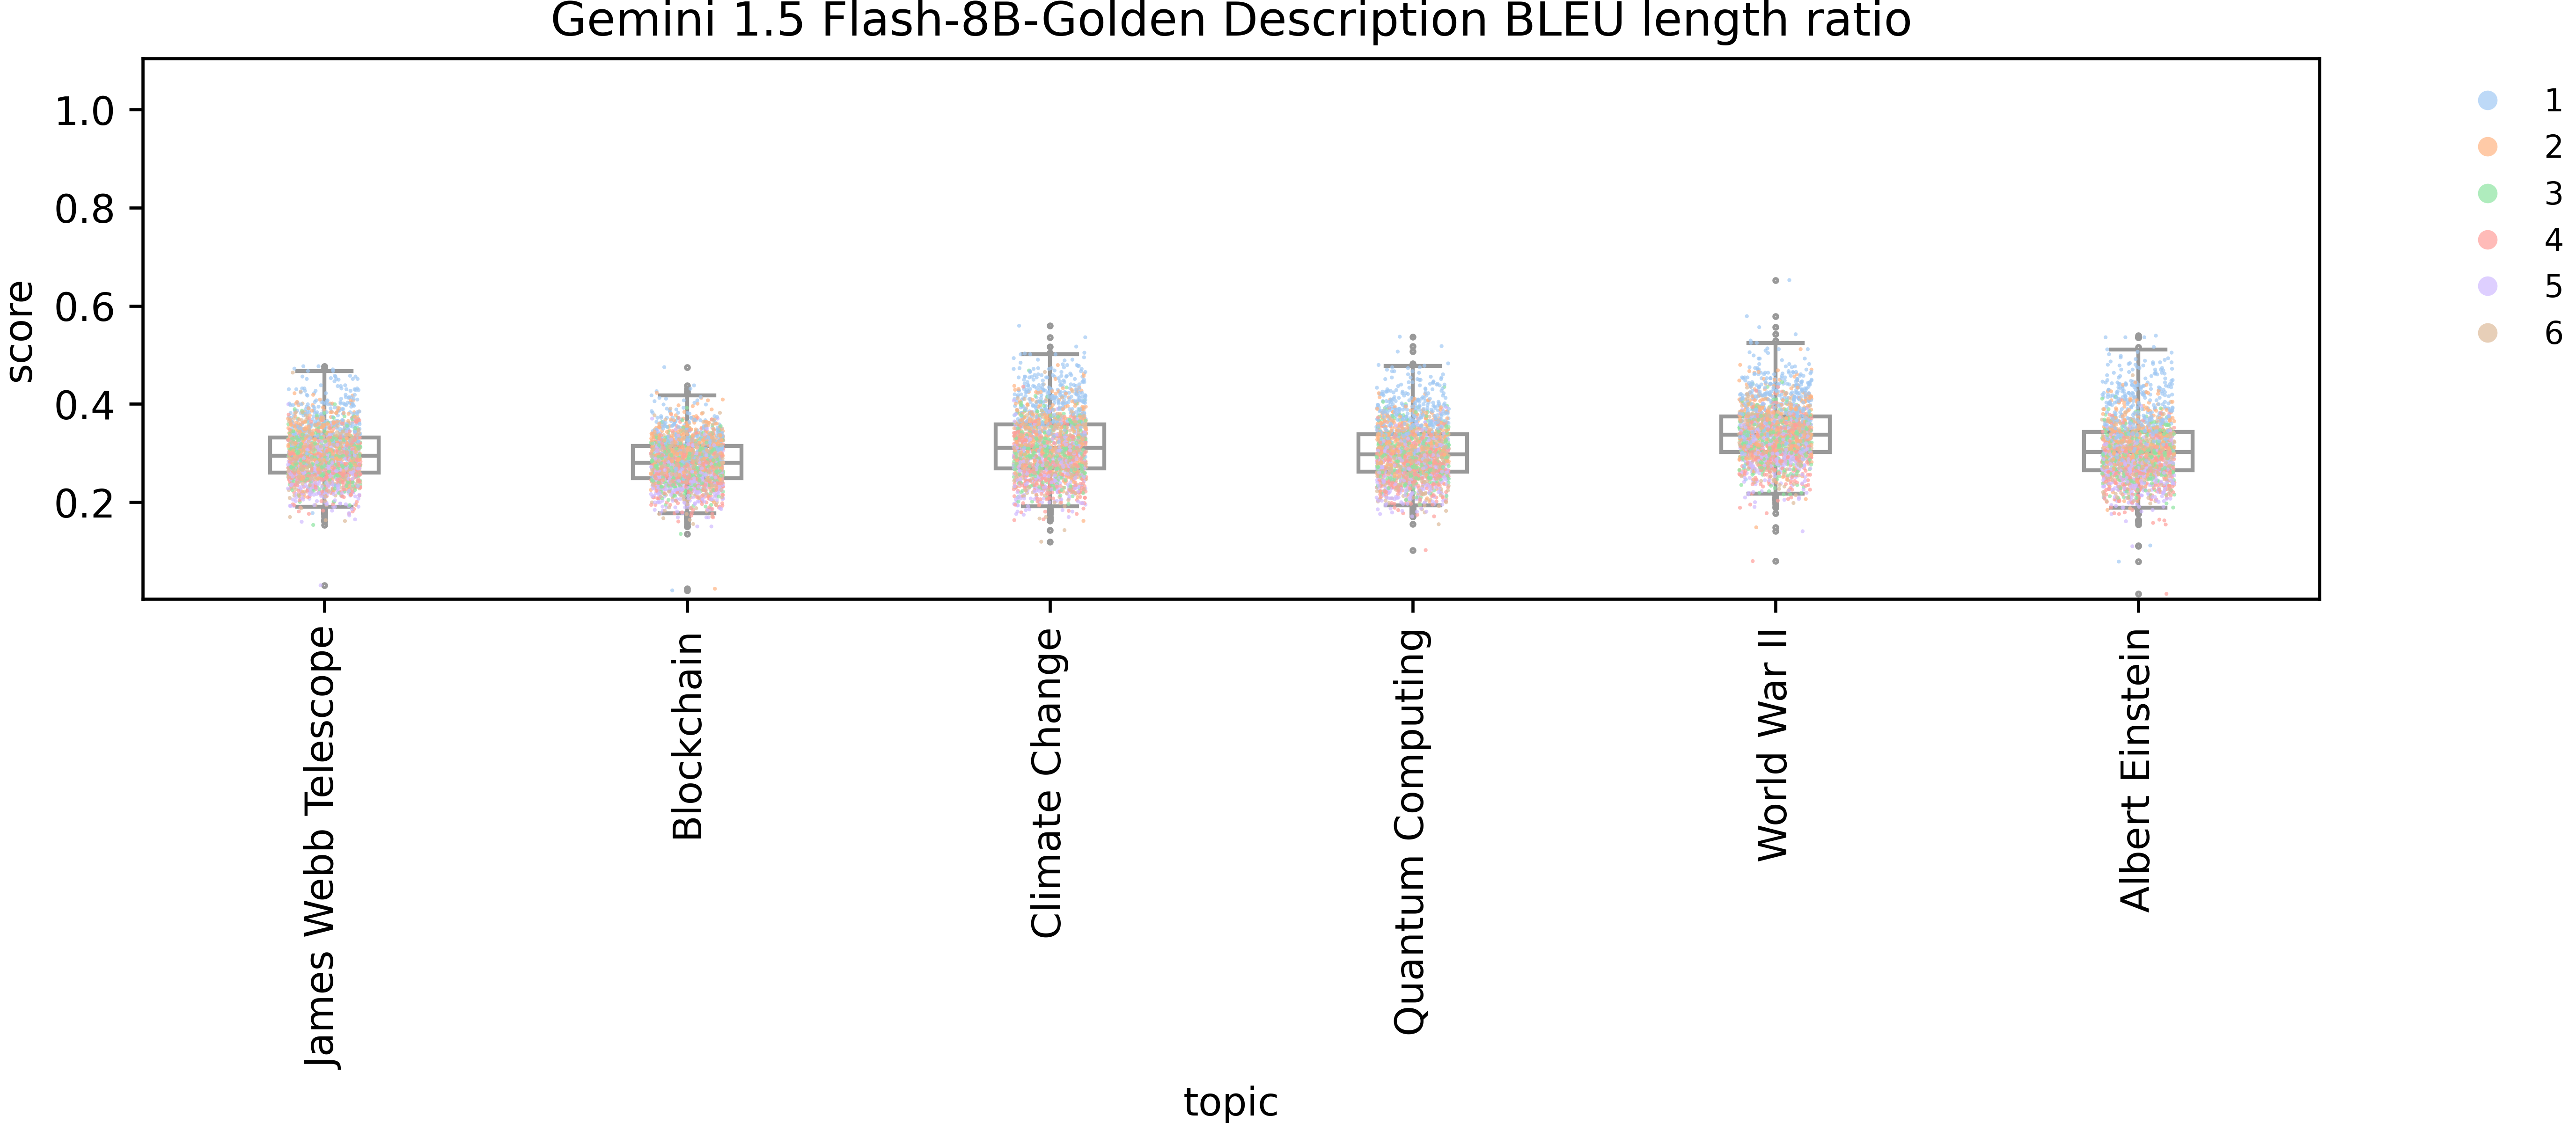 Gemini 1.5 Flash-8B-Golden Description BLEU length ratio
score
1.0
0.8
0.6
0.4
0.2
1
2
3
4
5
6
James Webb Telescope
Blockchain
Climate Change
Quantum Computing
World War II
Albert Einstein
topic